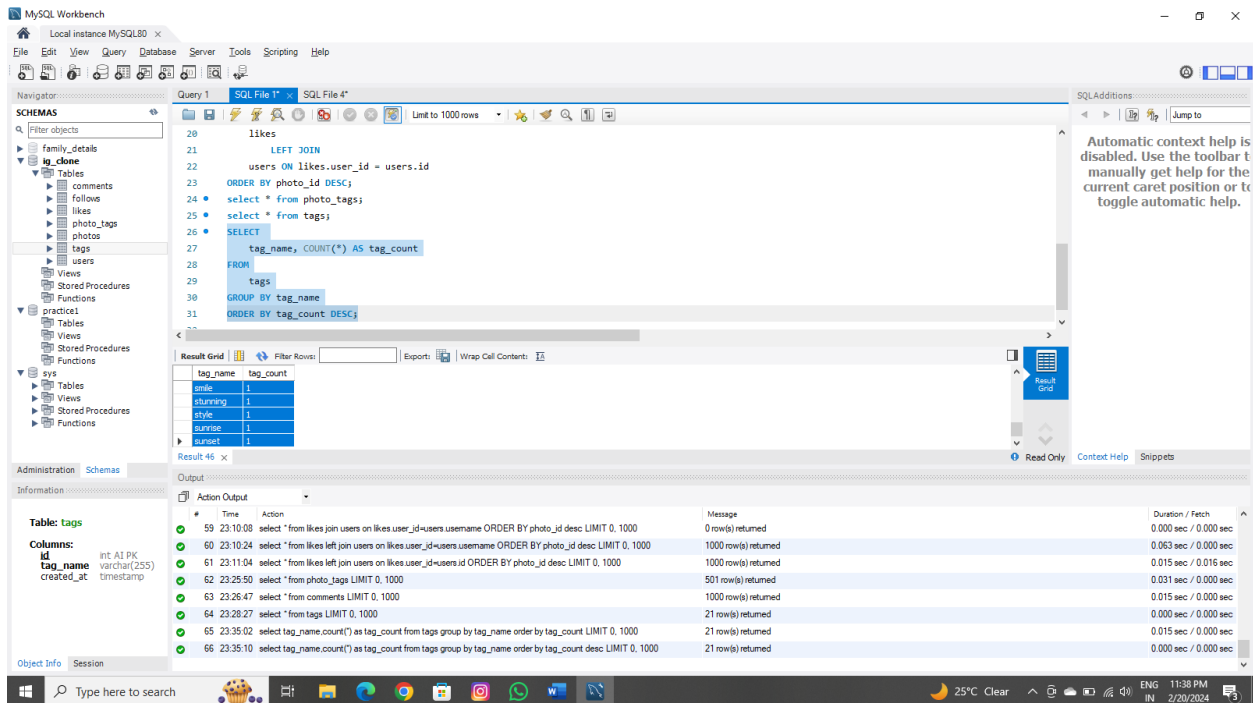 MySQL Workbench
Local instance MySQL80
File Edit View Query Database Server Tools Scripting Help
Navigator
SCHEMAS
Filter objects
family_details
ig_clone
Tables
comments
follows
likes
photo_tags
photos
tags
users
Views
Stored Procedures
Functions
practice1
Tables
Views
Stored Procedures
Functions
sys
Tables
Views
Stored Procedures
Functions
Administration Schemas
Information
Table: tags
Columns:
id int AI PK
tag_name varchar(255)
created_at timestamp
Object Info Session
Query 1 SQL File 1* SQL File 4*
Limit to 1000 rows
20 likes
21 LEFT JOIN
22 users ON likes.user_id = users.id
23 ORDER BY photo_id DESC;
24 select * from photo_tags;
25 select * from tags;
26 SELECT
27 tag_name, COUNT(*) AS tag_count
28 FROM
29 tags
30 GROUP BY tag_name
31 ORDER BY tag_count DESC;
Result Grid Filter Rows: Export: Wrap Cell Content:
tag_name tag_count
smile 1
stunning 1
style 1
sunrise 1
sunset 1
Result Grid
Result 46 Read Only
SQLAdditions
Jump to
Automatic context help is
disabled. Use the toolbar t
manually get help for the
current caret position or to
toggle automatic help.
Context Help Snippets
Output
Action Output
# Time Action Message Duration / Fetch
59 23:10:08 select * from likes join users on likes.user_id=users.username ORDER BY photo_id desc LIMIT 0, 1000 0 row(s) returned 0.000 sec / 0.000 sec
60 23:10:24 select * from likes left join users on likes.user_id=users.username ORDER BY photo_id desc LIMIT 0, 1000 1000 row(s) returned 0.063 sec / 0.000 sec
61 23:11:04 select * from likes left join users on likes.user_id=users.id ORDER BY photo_id desc LIMIT 0, 1000 1000 row(s) returned 0.015 sec / 0.016 sec
62 23:25:50 select * from photo_tags LIMIT 0, 1000 501 row(s) returned 0.031 sec / 0.000 sec
63 23:26:47 select * from comments LIMIT 0, 1000 1000 row(s) returned 0.015 sec / 0.000 sec
64 23:28:27 select * from tags LIMIT 0, 1000 21 row(s) returned 0.000 sec / 0.000 sec
65 23:35:02 select tag_name,count(*) as tag_count from tags group by tag_name order by tag_count LIMIT 0, 1000 21 row(s) returned 0.015 sec / 0.000 sec
66 23:35:10 select tag_name,count(*) as tag_count from tags group by tag_name order by tag_count desc LIMIT 0, 1000 21 row(s) returned 0.000 sec / 0.000 sec
Type here to search
25°C Clear
ENG
IN
11:38 PM
2/20/2024
3